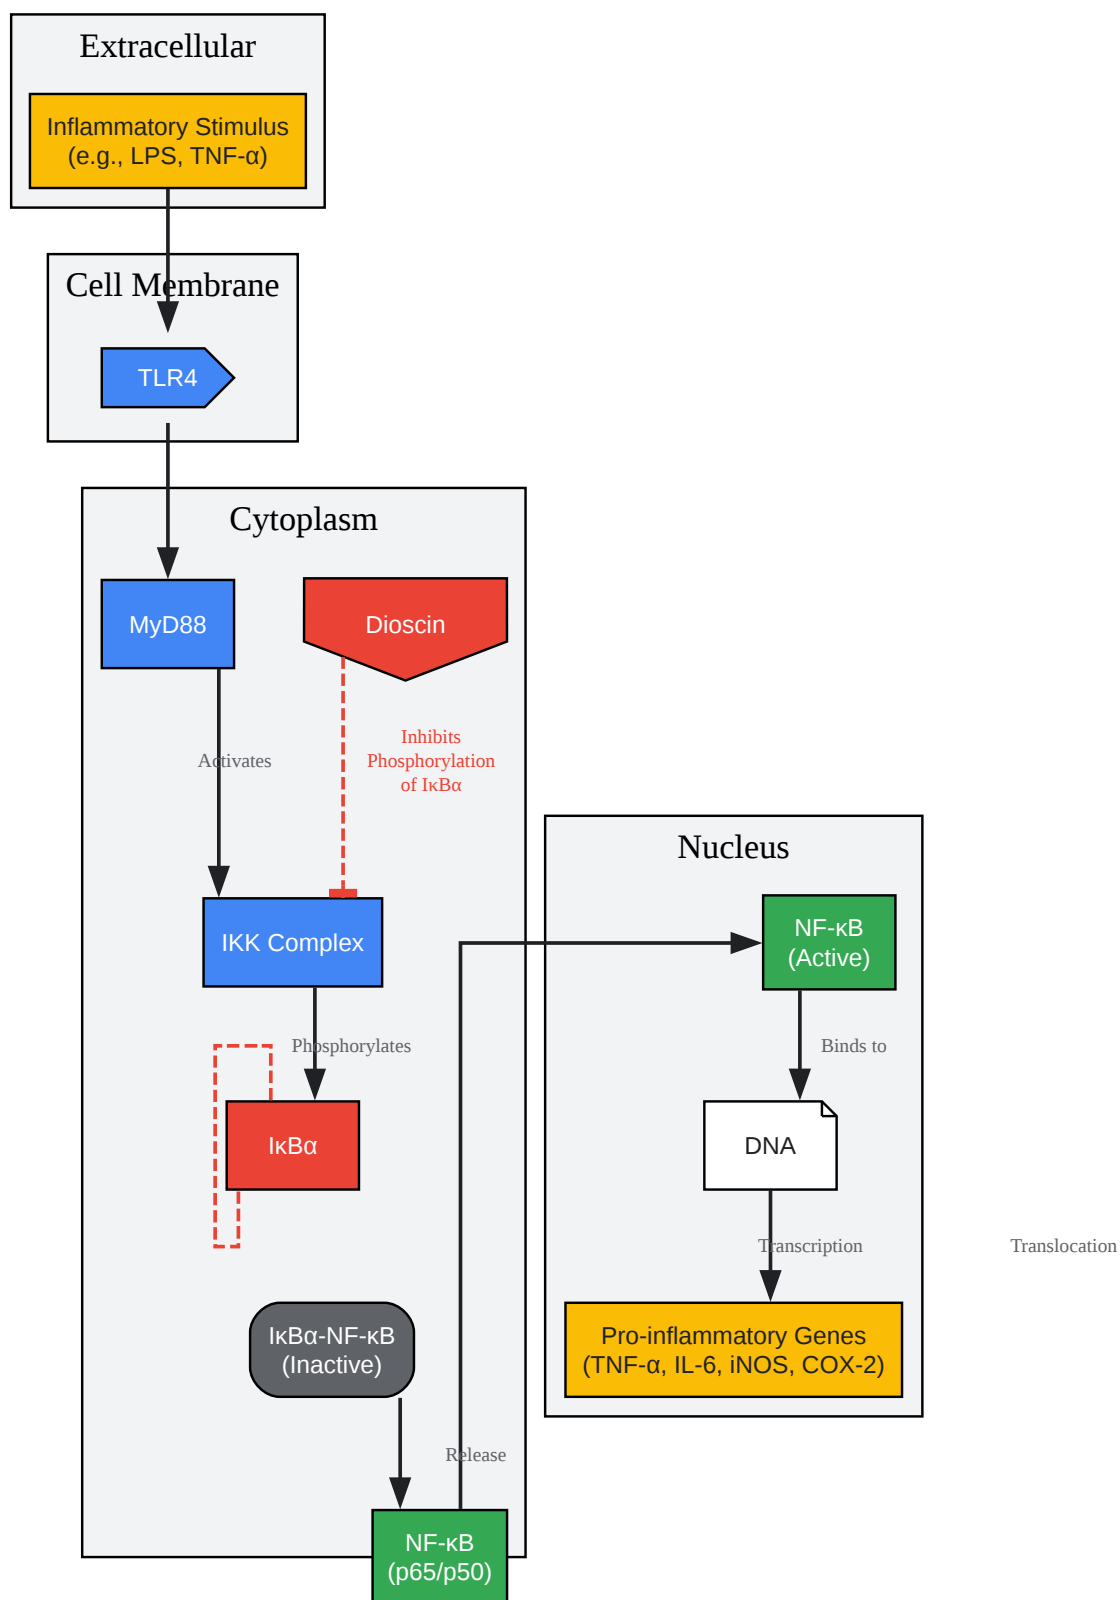 Extracellular
Inflammatory Stimulus
(e.g., LPS, TNF-α)
Cell Membrane
TLR4
Cytoplasm
MyD88
Dioscin
Activates
Inhibits
Phosphorylation
of IκBα
IKK Complex
Phosphorylates
IκBα
IκBα-NF-κB
(Inactive)
Release
NF-κB
(p65/p50)
Nucleus
NF-κB
(Active)
Binds to
DNA
Transcription
Translocation
Pro-inflammatory Genes
(TNF-α, IL-6, iNOS, COX-2)